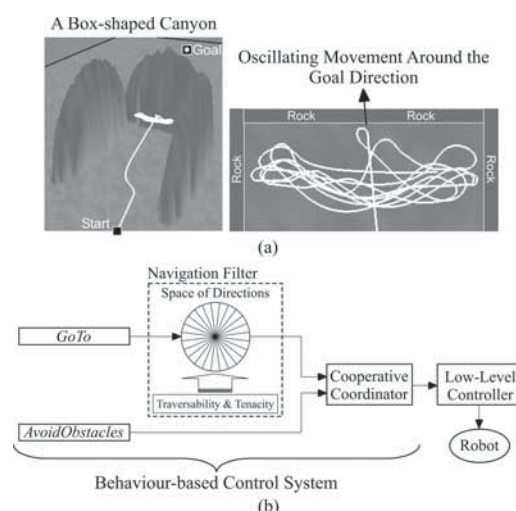 A Box-shaped Canyon
Goal
Start
Oscillating Movement Around the
Goal Direction
Rock
Rock
Rock
Rock
(a)
Navigation Filter
Space of Directions
GoTo
Traversability & Tenacity
Cooperative
Coordinator
Low-Level
Controller
AvoidObstacles
Robot
Behaviour-based Control System
(b)